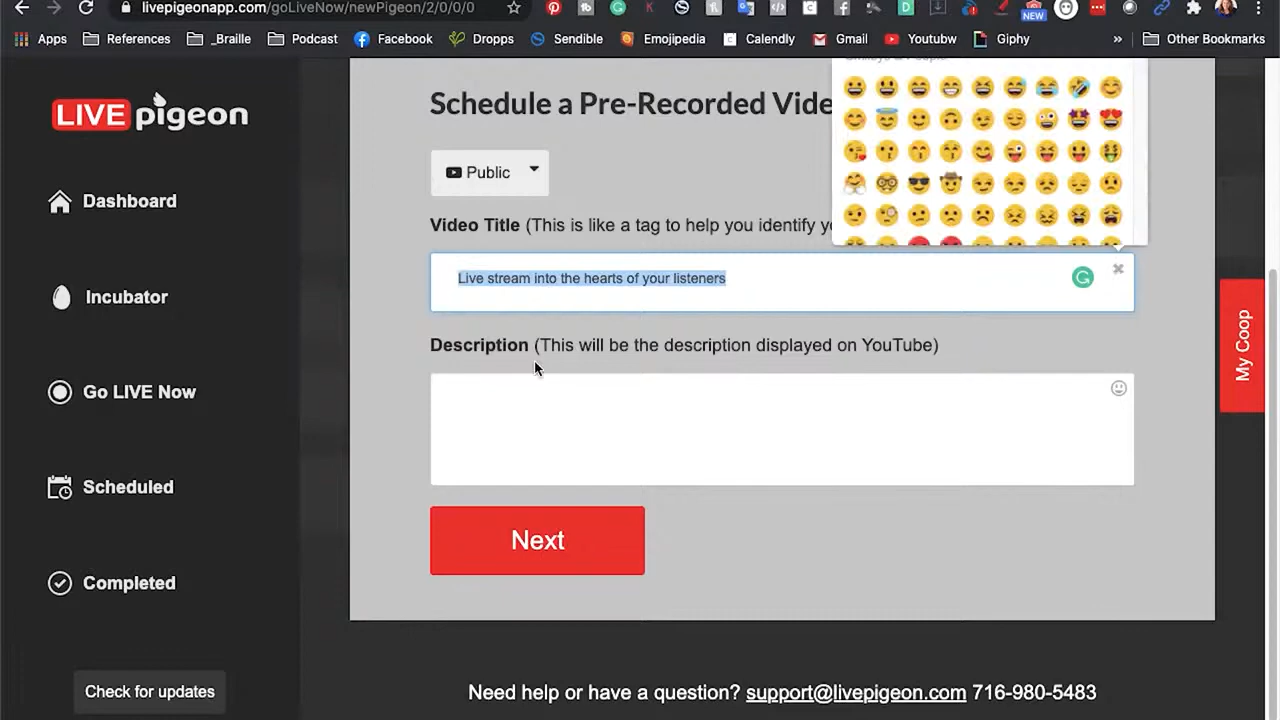 livepigeonapp.com/goLiveNow/newPigeon/2/0/0/0
NEW
Apps References _Braille Podcast Facebook Dropps Sendible Emojipedia Calendly Gmail Youtubw Giphy » Other Bookmarks
LIVE pigeon
Dashboard
Incubator
Go LIVE Now
Scheduled
Completed
Check for updates
Schedule a Pre-Recorded Vide
Public
Video Title (This is like a tag to help you identify yo
Live stream into the hearts of your listeners
Description (This will be the description displayed on YouTube)
Next
My Coop
Need help or have a question? support@livepigeon.com 716-980-5483